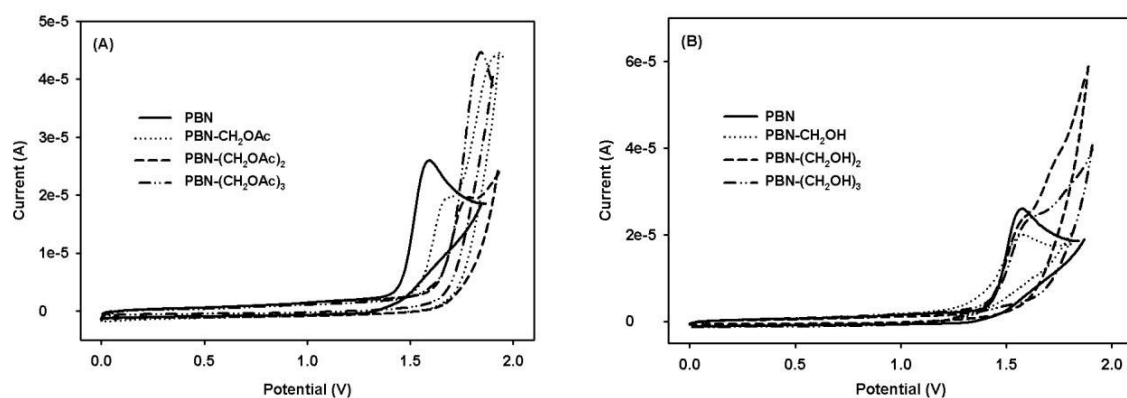 (A)
5e-5
4e-5
3e-5
2e-5
1e-5
0
Current (A)
PBN
PBN-CH₂OAc
PBN-(CH₂OAc)₂
PBN-(CH₂OAc)₃
0.0 0.5 1.0 1.5 2.0
Potential (V)
(B)
6e-5
4e-5
2e-5
0
Current (A)
PBN
PBN-CH₂OH
PBN-(CH₂OH)₂
PBN-(CH₂OH)₃
0.0 0.5 1.0 1.5 2.0
Potential (V)